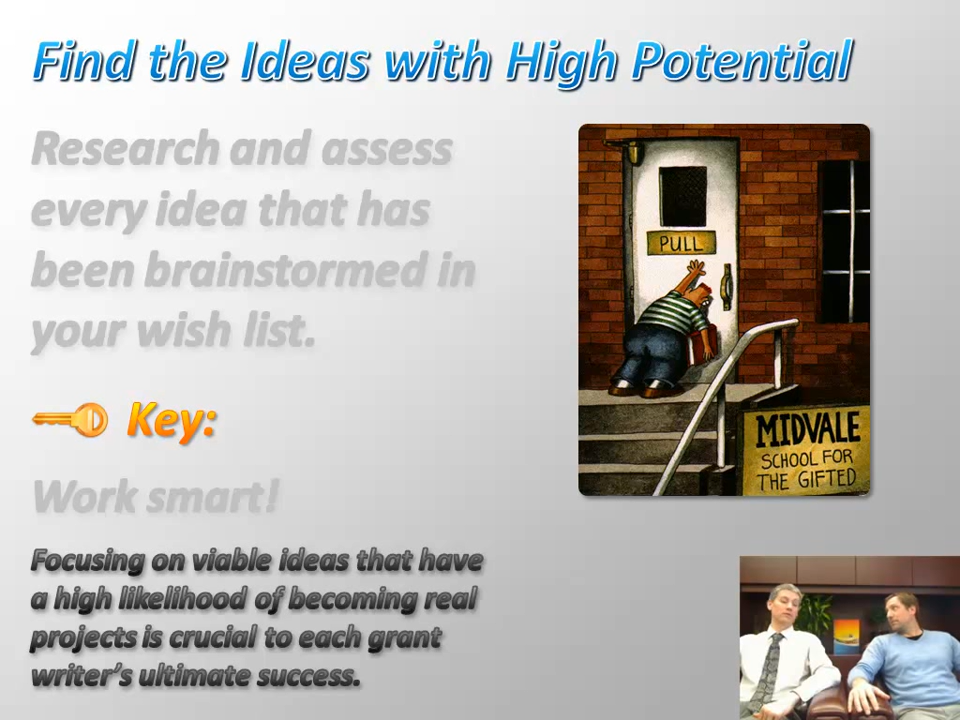 Find the Ideas with High Potential
Research and assess
every idea that has
been brainstormed in
your wish list.
Key:
Work smart!
Focusing on viable ideas that have
a high likelihood of becoming real
projects is crucial to each grant
writer's ultimate success.
PULL
MIDVALE
SCHOOL FOR
THE GIFTED